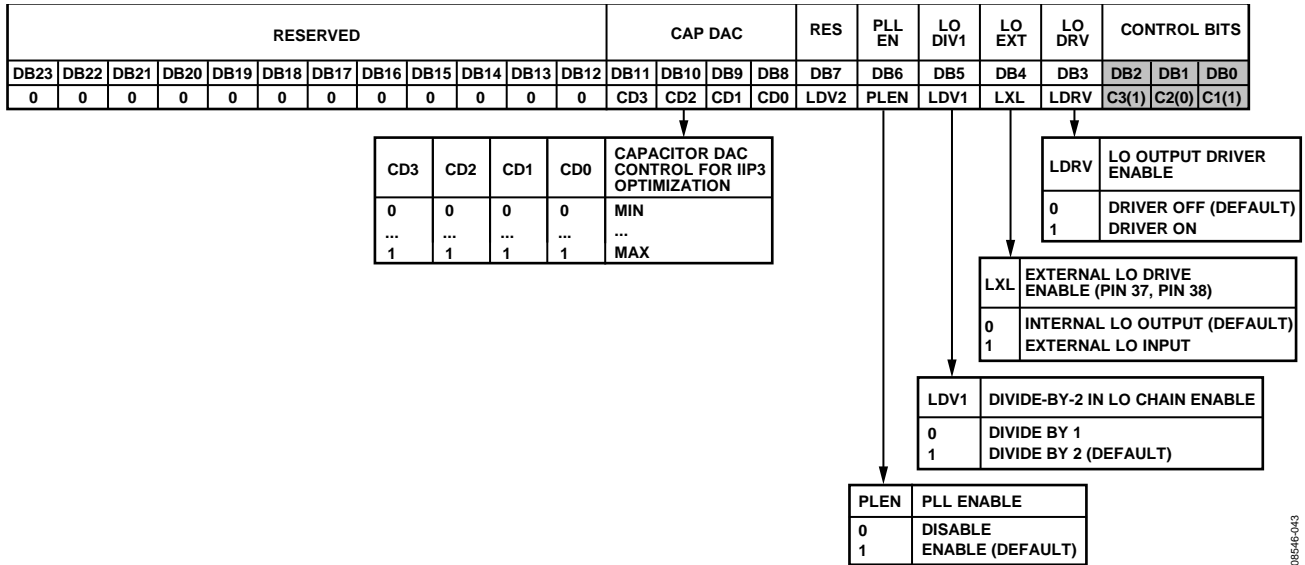 RESERVED CAP DAC RES PLL EN LO DIV1 LO EXT LO DRV CONTROL BITS
DB23 DB22 DB21 DB20 DB19 DB18 DB17 DB16 DB15 DB14 DB13 DB12 DB11 DB10 DB9 DB8 DB7 DB6 DB5 DB4 DB3 DB2 DB1 DB0
0 0 0 0 0 0 0 0 0 0 0 0 CD3 CD2 CD1 CD0 LDV2 PLEN LDV1 LXL LDRV C3(1) C2(0) C1(1)
CD3 CD2 CD1 CD0 CAPACITOR DAC
CONTROL FOR IIP3
OPTIMIZATION
0 0 0 0 MIN
... ... ... ... ...
1 1 1 1 MAX
LDRV LO OUTPUT DRIVER
ENABLE
0 DRIVER OFF (DEFAULT)
1 DRIVER ON
LXL EXTERNAL LO DRIVE
ENABLE (PIN 37, PIN 38)
0 INTERNAL LO OUTPUT (DEFAULT)
1 EXTERNAL LO INPUT
LDV1 DIVIDE-BY-2 IN LO CHAIN ENABLE
0 DIVIDE BY 1
1 DIVIDE BY 2 (DEFAULT)
PLEN PLL ENABLE
0 DISABLE
1 ENABLE (DEFAULT)
08546-043